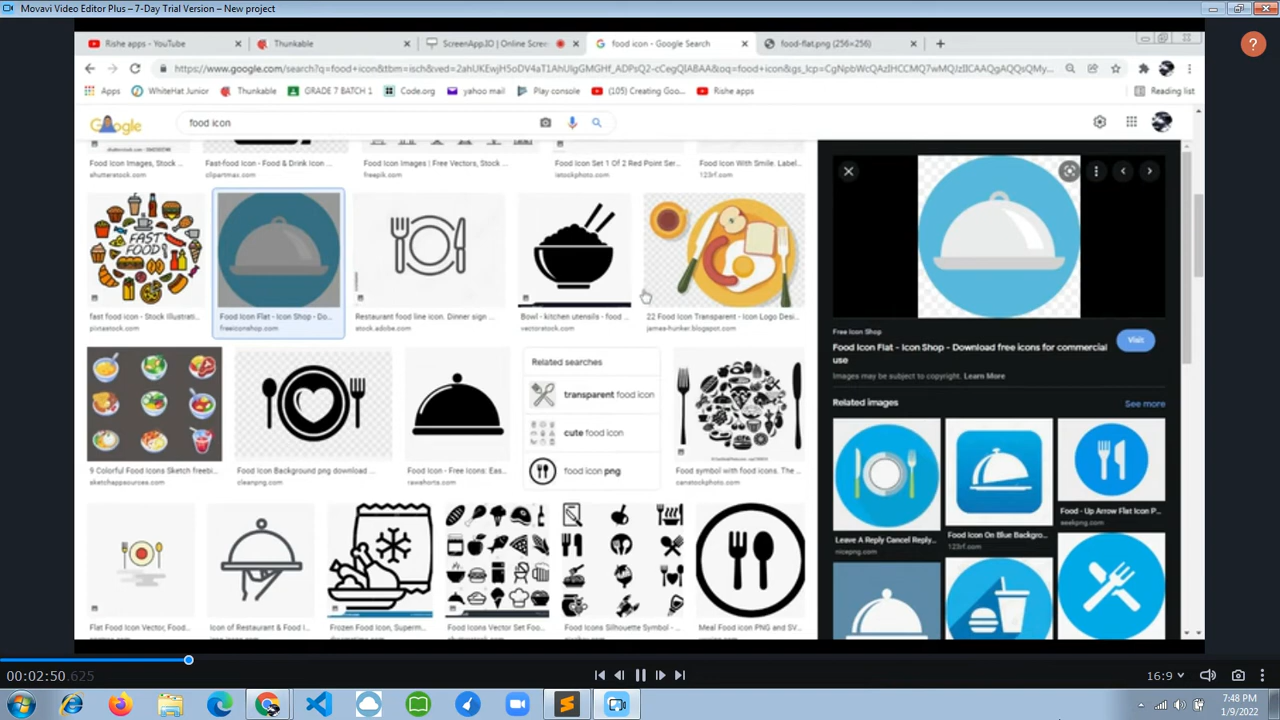 Movavi Video Editor Plus – 7-Day Trial Version – New project
Rishe apps - YouTube
Thunkable
ScreenApp.IO | Online Scree
food icon - Google Search
food-flat.png (256×256)
Apps
WhiteHat Junior
Thunkable
GRADE 7 BATCH 1
Code.org
yahoo mail
Play console
(105) Creating Goo...
Rishe apps
Reading list
Google
food icon
Food Icon Images, Stock ...
shutterstock.com
Fast-food Icon - Food & Drink Icon ...
clipartmax.com
Food Icon Images | Free Vectors, Stock ...
freepik.com
Food Icon Set 1 Of 2 Red Point Ser...
istockphoto.com
Food Icon With Smile. Label...
123rf.com
FAST FOOD
fast food icon - Stock Illustrati...
pixtastock.com
Food Icon Flat - Icon Shop - Do...
freeiconshop.com
Restaurant food line icon. Dinner sign ...
stock.adobe.com
Bowl - kitchen utensils - food ...
vectorstock.com
22 Food Icon Transparent - Icon Logo Desi...
james-hunker.blogspot.com
Free Icon Shop
Food Icon Flat - Icon Shop - Download free icons for commercial
use
Visit
Images may be subject to copyright. Learn More
Related images
See more
Related searches
transparent food icon
cute food icon
food icon png
9 Colorful Food Icons Sketch freebi...
sketchappsources.com
Food Icon Background png download ...
cleanpng.com
Food Icon - Free Icons: Eas...
rawshorts.com
Food symbol with food icons. The ...
canstockphoto.com
Leave A Reply Cancel Reply...
nicepng.com
Food Icon On Blue Backgro...
123rf.com
Food - Up Arrow Flat Icon P...
seekpng.com
Flat Food Icon Vector, Food...
Icon of Restaurant & Food I...
Frozen Food Icon, Superm...
Food Icons Vector Set Foo...
Food Icons Silhouette Symbol - ...
Meal Food icon PNG and SV...
00:02:50.625
16:9
7:48 PM
1/9/2022